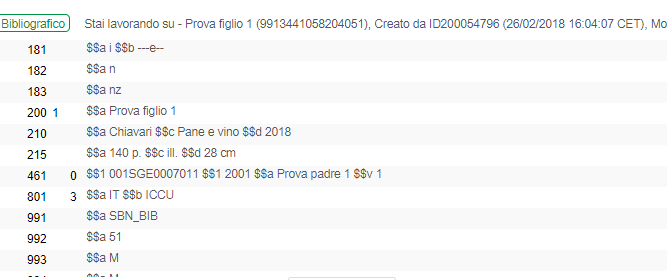 Bibliografico Stai lavorando su - Prova figlio 1 (9913441058204051), Creato da ID200054796 (26/02/2018 16:04:07 CET), Mo
181 $$a i $$b ---e--
182 $$a n
183 $$a nz
200 1 $$a Prova figlio 1
210 $$a Chiavari $$c Pane e vino $$d 2018
215 $$a 140 p. $$c ill. $$d 28 cm
461 0 $$1 001SGE0007011 $$1 2001 $$a Prova padre 1 $$v 1
801 3 $$a IT $$b ICCU
991 $$a SBN_BIB
992 $$a 51
993 $$a M